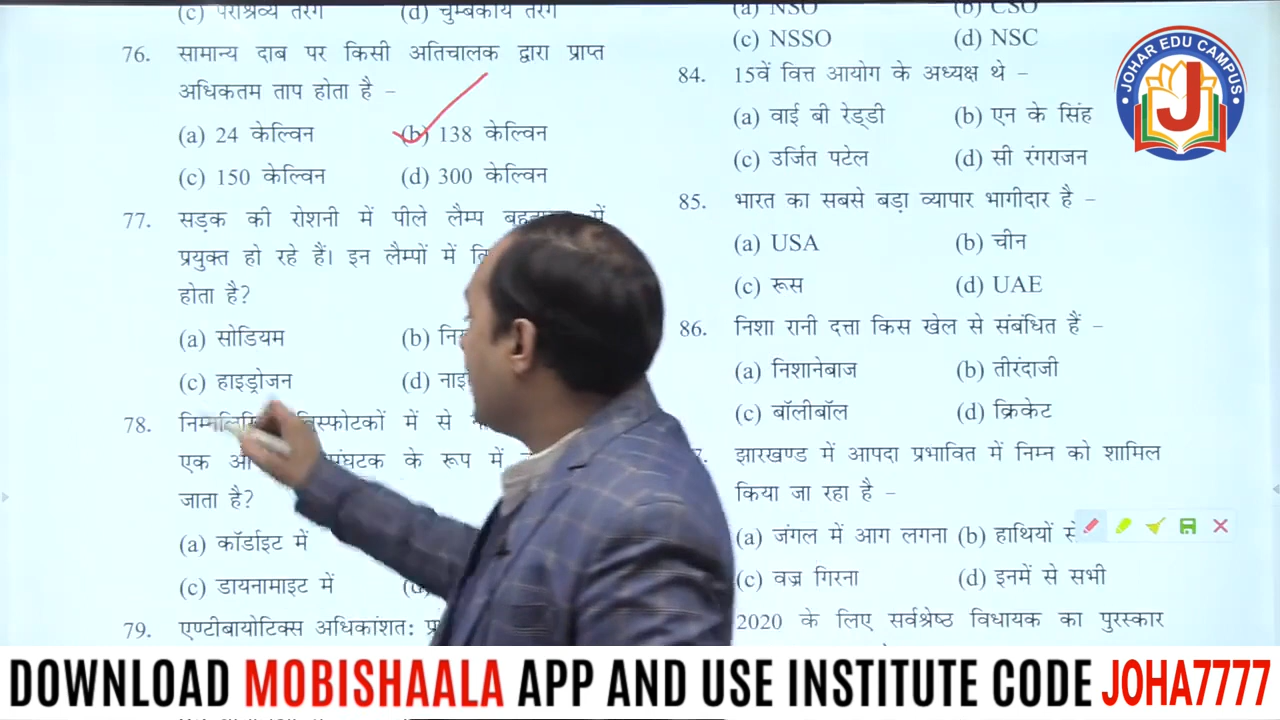 (c) पराश्रव्य तरंग (d) चुम्बकीय तरंग
76. सामान्य दाब पर किसी अतिचालक द्वारा प्राप्त
अधिकतम ताप होता है –
(a) 24 केल्विन (b) 138 केल्विन
(c) 150 केल्विन (d) 300 केल्विन
77. सड़क की रोशनी में पीले लैम्प में
प्रयुक्त हो रहे हैं। इन लैम्पों में
होता है?
(a) सोडियम (b)
(c) हाइड्रोजन (d)
78. में से
एक के रूप में
जाता है?
(a) कॉर्डाइट में
(c) डायनामाइट में
79. एण्टीबायोटिक्स अधिकांशत:
(a) NSO (b) CSO
(c) NSSO (d) NSC
84. 15वें वित्त आयोग के अध्यक्ष थे –
(a) वाई बी रेड्डी (b) एन के सिंह
(c) उर्जित पटेल (d) सी रंगराजन
85. भारत का सबसे बड़ा व्यापार भागीदार है –
(a) USA (b) चीन
(c) रूस (d) UAE
86. निशा रानी दत्ता किस खेल से संबंधित हैं –
(a) निशानेबाज (b) तीरंदाजी
(c) बॉलीबॉल (d) क्रिकेट
झारखण्ड में आपदा प्रभावित में निम्न को शामिल
किया जा रहा है –
(a) जंगल में आग लगना (b) हाथियों से
(c) वज्र गिरना (d) इनमें से सभी
2020 के लिए सर्वश्रेष्ठ विधायक का पुरस्कार
JOHAR EDU CAMPUS
J
DOWNLOAD MOBISHAALA APP AND USE INSTITUTE CODE JOHA7777